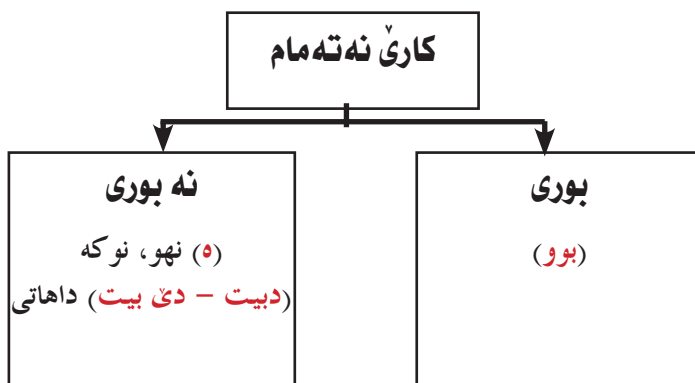 کارێ نەتەمام
بوری
(بوو)
نە بوری
(ە) نهو، نوکە
(دبیت - دێ بیت) داهاتی